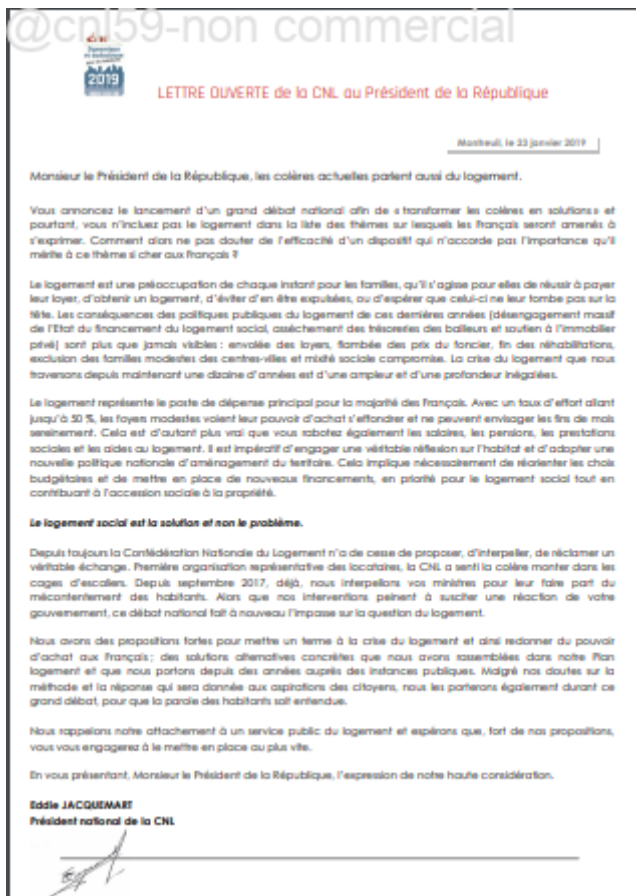 @cnl59-non commercial
2019
LETTRE OUVERTE de la CNL au Président de la République
Montreuil, le 23 janvier 2019
Monsieur le Président de la République, les colères actuelles parlent aussi du logement.
Vous annoncez le lancement d'un grand débat national afin de « transformer les colères en solutions » et
pourtant, vous n'incluez pas le logement dans la liste des thèmes sur lesquels les Français seront amenés à
s'exprimer. Comment alors ne pas douter de l'efficacité d'un dispositif qui n'accorde pas l'importance qu'il
mérite à ce thème si cher aux Français ?
Le logement est une préoccupation de chaque instant pour les familles, qu'il s'agisse pour elles de réussir à payer
leur loyer, d'obtenir un logement, d'éviter d'en être expulsées, ou d'espérer que celui-ci ne leur tombe pas sur la
tête. Les conséquences des politiques publiques du logement de ces dernières années (désengagement massif
de l'Etat du financement du logement social, assèchement des trésoreries des bailleurs et soutien à l'immobilier
privé) sont plus que jamais visibles : envolée des loyers, flambée des prix du foncier, fin des réhabilitations,
exclusion des familles modestes des centres-villes et mixité sociale compromise. La crise du logement que nous
traversons depuis maintenant une dizaine d'années est d'une ampleur et d'une profondeur inégalées.
Le logement représente le poste de dépense principal pour la majorité des Français. Avec un taux d'effort allant
jusqu'à 50 %, les foyers modestes voient leur pouvoir d'achat s'effondrer et ne peuvent envisager les fins de mois
sereinement. Cela est d'autant plus vrai que vous rabotez également les salaires, les pensions, les prestations
sociales et les aides au logement. Il est impératif d'engager une véritable réflexion sur l'habitat et d'adopter une
nouvelle politique nationale d'aménagement du territoire. Cela implique nécessairement de réorienter les choix
budgétaires et de mettre en place de nouveaux financements, en priorité pour le logement social tout en
contribuant à l'accession sociale à la propriété.
Le logement social est la solution et non le problème.
Depuis toujours la Confédération Nationale du Logement n'a de cesse de proposer, d'interpeller, de réclamer un
véritable échange. Première organisation représentative des locataires, la CNL a senti la colère monter dans les
cages d'escaliers. Depuis septembre 2017, déjà, nous interpellons vos ministres pour leur faire part du
mécontentement des habitants. Alors que nos interventions peinent à susciter une réaction de votre
gouvernement, ce débat national fait à nouveau l'impasse sur la question du logement.
Nous avons des propositions fortes pour mettre un terme à la crise du logement et ainsi redonner du pouvoir
d'achat aux Français ; des solutions alternatives concrètes que nous avons rassemblées dans notre Plan
logement et que nous portons depuis des années auprès des instances publiques. Malgré nos doutes sur la
méthode et la réponse qui sera donnée aux aspirations des citoyens, nous les porterons également durant ce
grand débat, pour que la parole des habitants soit entendue.
Nous rappelons notre attachement à un service public du logement et espérons que, fort de nos propositions,
vous vous engagerez à le mettre en place au plus vite.
En vous présentant, Monsieur le Président de la République, l'expression de notre haute considération.
Eddie JACQUEMART
Président national de la CNL